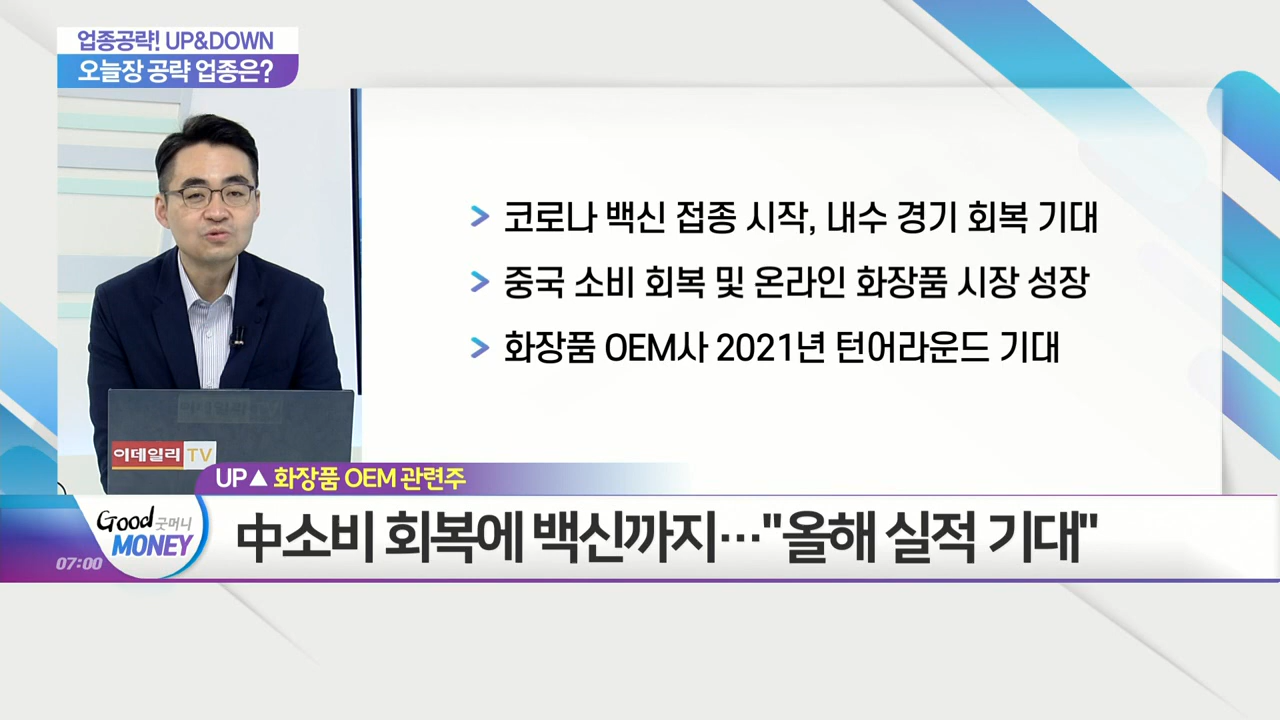 업종공략! UP&DOWN
오늘장 공략 업종은?
> 코로나 백신 접종 시작, 내수 경기 회복 기대
> 중국 소비 회복 및 온라인 화장품 시장 성장
> 화장품 OEM사 2021년 턴어라운드 기대
이데일리 TV
UP▲ 화장품 OEM 관련주
Good 굿머니
MONEY
07:00
中소비 회복에 백신까지…"올해 실적 기대"